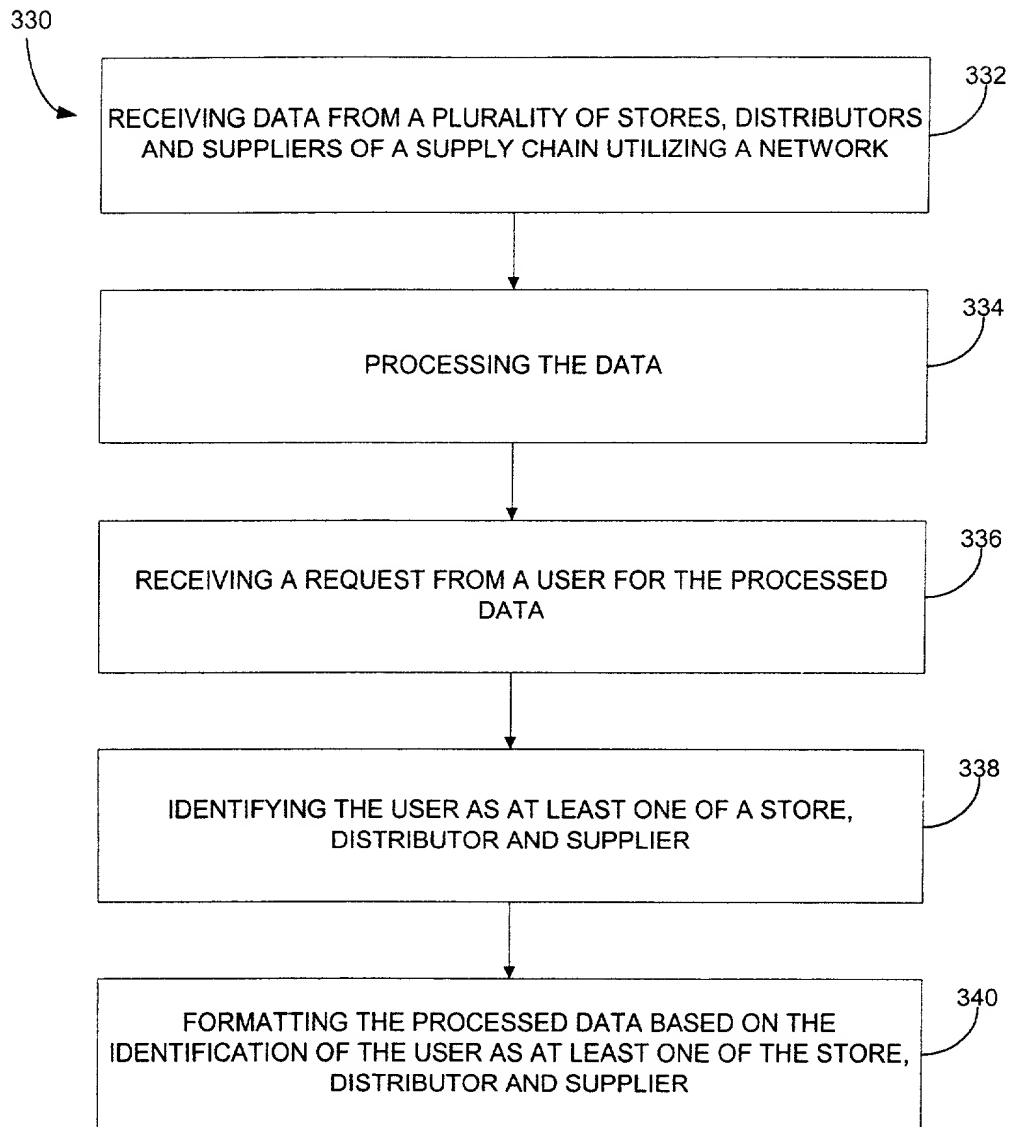 330
332
RECEIVING DATA FROM A PLURALITY OF STORES, DISTRIBUTORS
AND SUPPLIERS OF A SUPPLY CHAIN UTILIZING A NETWORK
334
PROCESSING THE DATA
336
RECEIVING A REQUEST FROM A USER FOR THE PROCESSED
DATA
338
IDENTIFYING THE USER AS AT LEAST ONE OF A STORE,
DISTRIBUTOR AND SUPPLIER
340
FORMATTING THE PROCESSED DATA BASED ON THE
IDENTIFICATION OF THE USER AS AT LEAST ONE OF THE STORE,
DISTRIBUTOR AND SUPPLIER